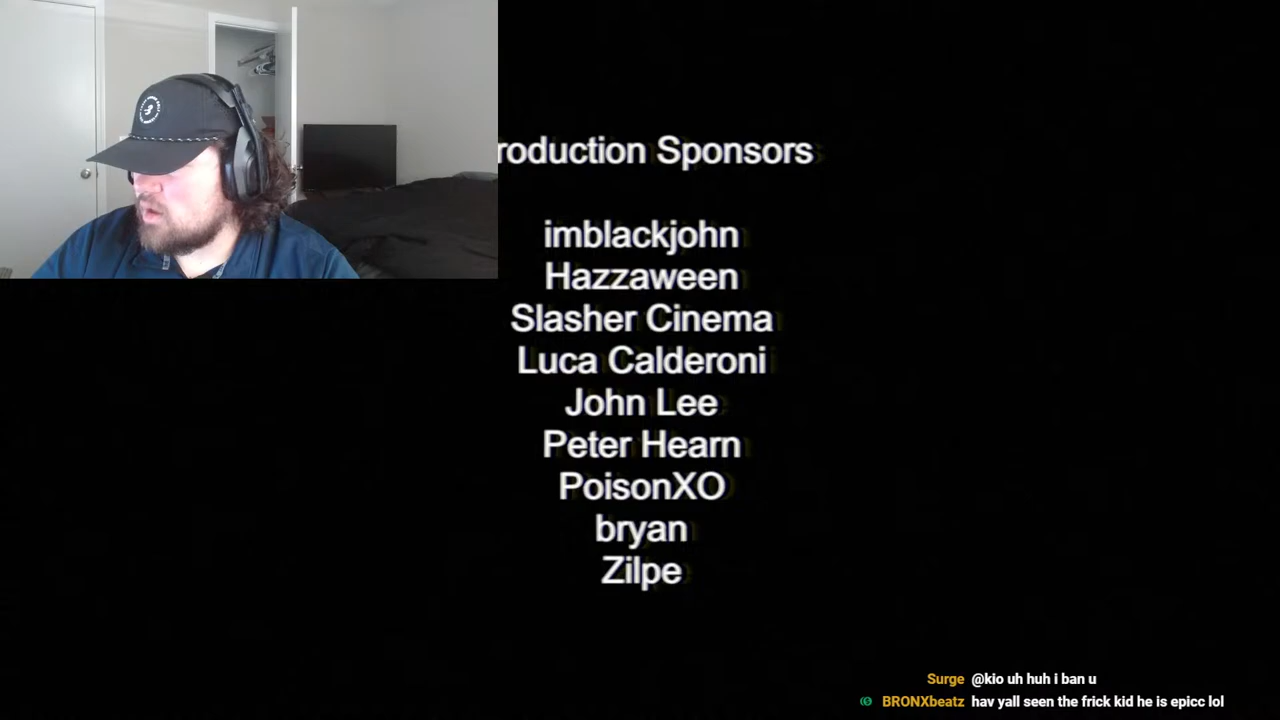 roduction Sponsors
imblackjohn
Hazzaween
Slasher Cinema
Luca Calderoni
John Lee
Peter Hearn
PoisonXO
bryan
Zilpe
Surge @kio uh huh i ban u
BRONXbeatz hav yall seen the frick kid he is epicc lol